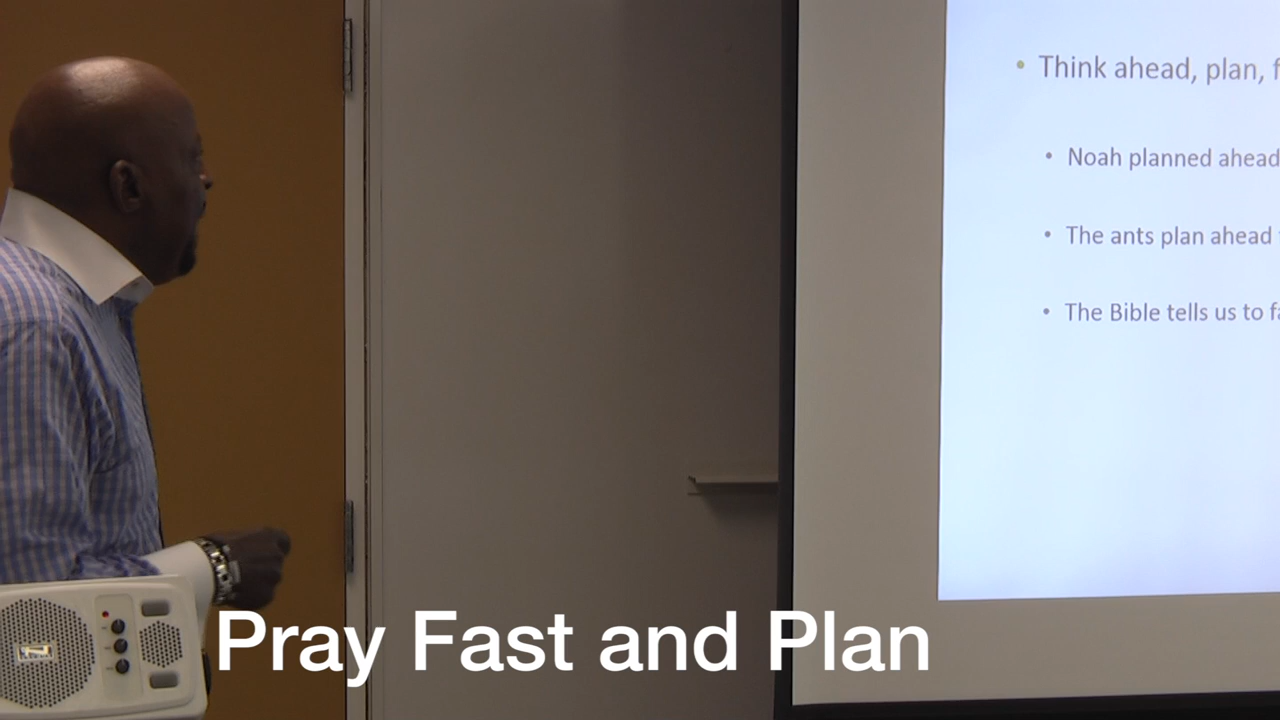 • Think ahead, plan,
• Noah planned ahead
• The ants plan ahead
• The Bible tells us to
Pray Fast and Plan